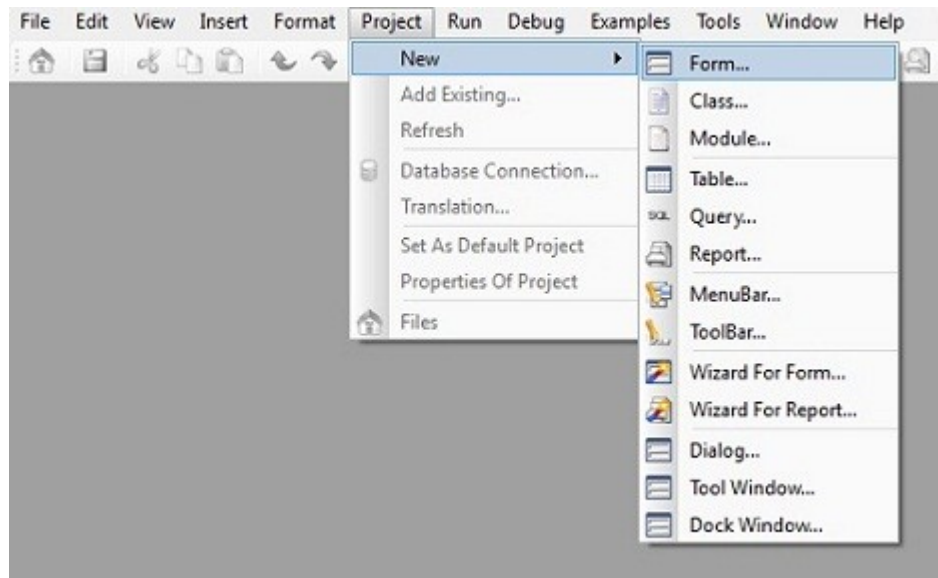 File Edit View Insert Format Project Run Debug Examples Tools Window Help
New
Add Existing...
Refresh
Database Connection...
Translation...
Set As Default Project
Properties Of Project
Files
Form...
Class...
Module...
Table...
SQL Query...
Report...
MenuBar...
ToolBar...
Wizard For Form...
Wizard For Report...
Dialog...
Tool Window...
Dock Window...